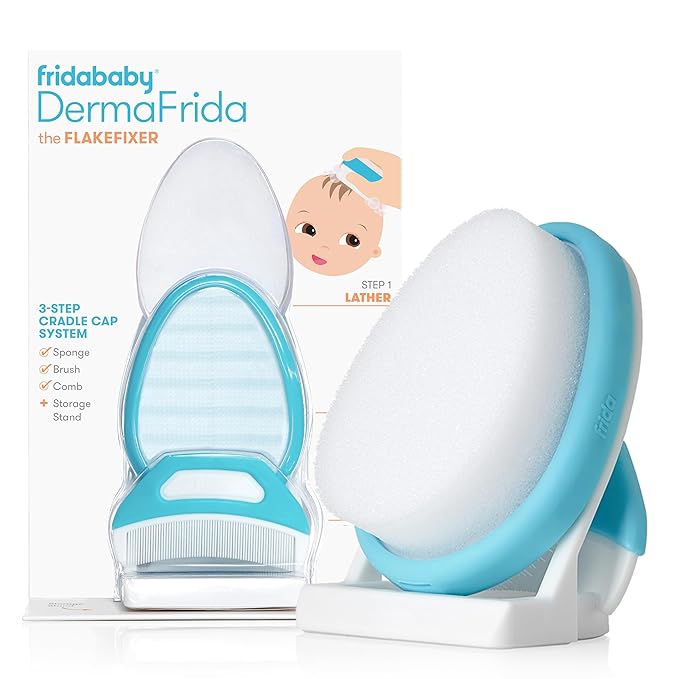 fridababy®
DermaFrida
the FLAKEFIXER
STEP 1
LATHER
3-STEP
CRADLE CAP
SYSTEM
Sponge
Brush
Comb
+ Storage
Stand
frida